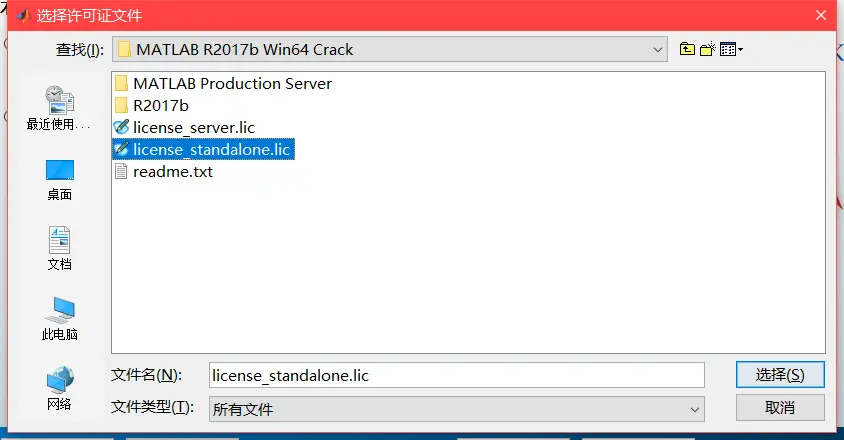 选择许可证文件
查找(I):
MATLAB R2017b Win64 Crack
MATLAB Production Server
R2017b
license_server.lic
license_standalone.lic
readme.txt
最近使用...
桌面
文档
此电脑
网络
文件名(N):
license_standalone.lic
选择(S)
文件类型(T):
所有文件
取消